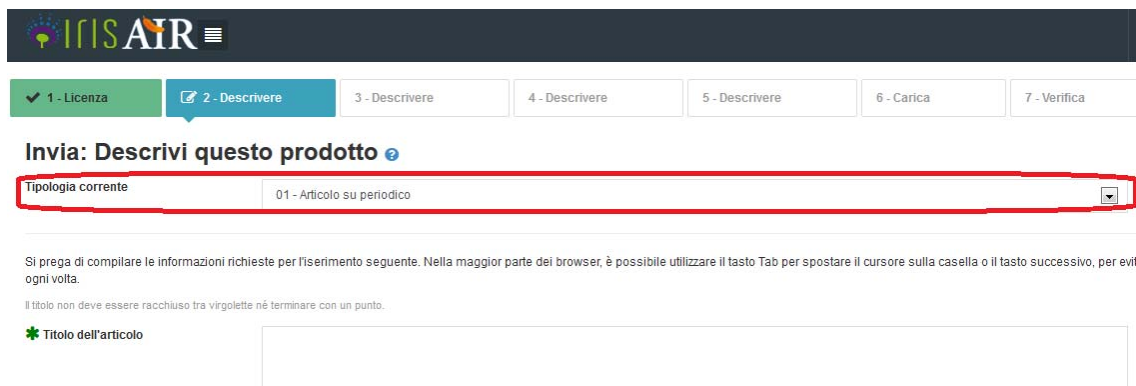 IRIS AIR
1 - Licenza
2 - Descrivere
3 - Descrivere
4 - Descrivere
5 - Descrivere
6 - Carica
7 - Verifica
Invia: Descrivi questo prodotto ?
Tipologia corrente
01 - Articolo su periodico
Si prega di compilare le informazioni richieste per l'iserimento seguente. Nella maggior parte dei browser, è possibile utilizzare il tasto Tab per spostare il cursore sulla casella o il tasto successivo, per evit
ogni volta.
Il titolo non deve essere racchiuso tra virgolette nè terminare con un punto.
Titolo dell'articolo